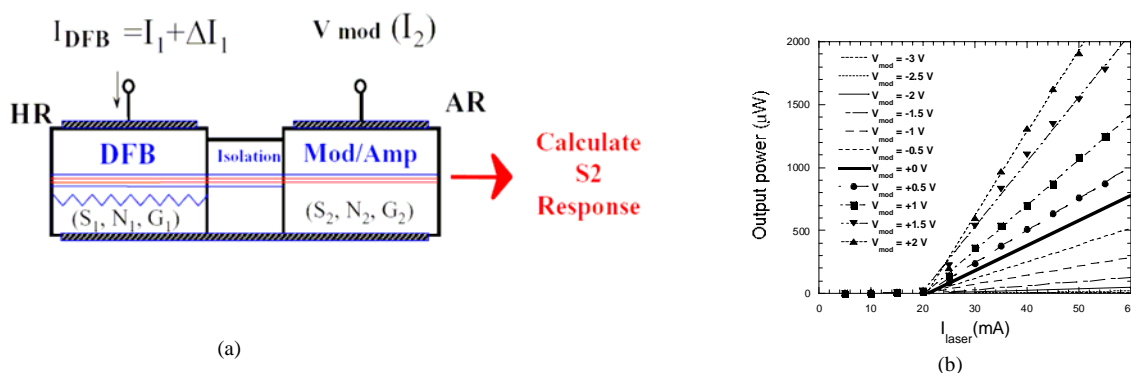 I_DFB =I_1+ΔI_1
V mod (I_2)
HR
AR
DFB
Isolation
Mod/Amp
(S_1, N_1, G_1)
(S_2, N_2, G_2)
Calculate
S2
Response
(a)
2000
1500
1000
500
0
Output power (μW)
V_mod = -3 V
V_mod = -2.5 V
V_mod = -2 V
V_mod = -1.5 V
V_mod = -1 V
V_mod = -0.5 V
V_mod = +0 V
V_mod = +0.5 V
V_mod = +1 V
V_mod = +1.5 V
V_mod = +2 V
0 10 20 30 40 50 60
I_laser(mA)
(b)